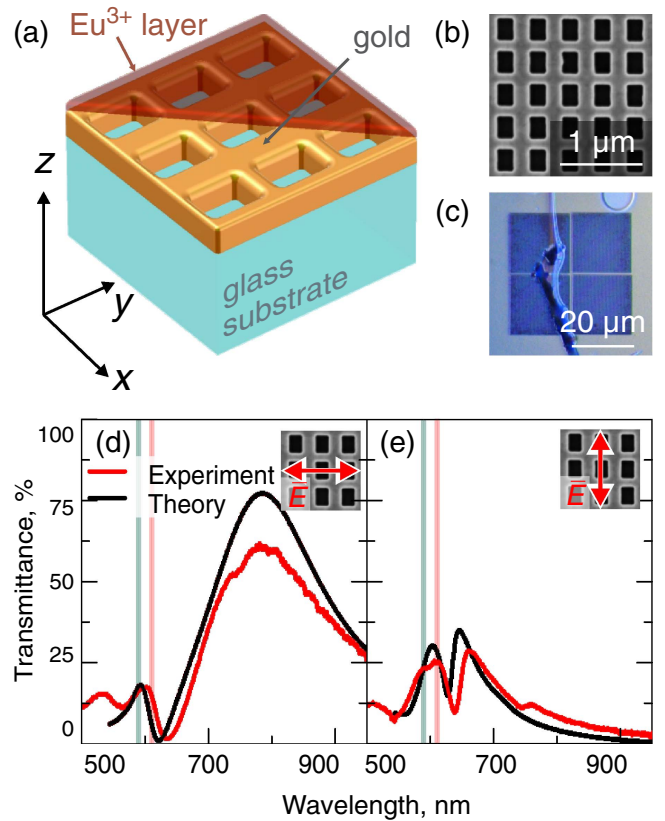 (a)
Eu³⁺ layer
gold
z
y
x
glass
substrate
(b)
1 μm
(c)
20 μm
100
75
50
25
0
Transmittance, %
(d)
Experiment
Theory
E̅
(e)
E̅
500
700
900
500
700
900
Wavelength, nm